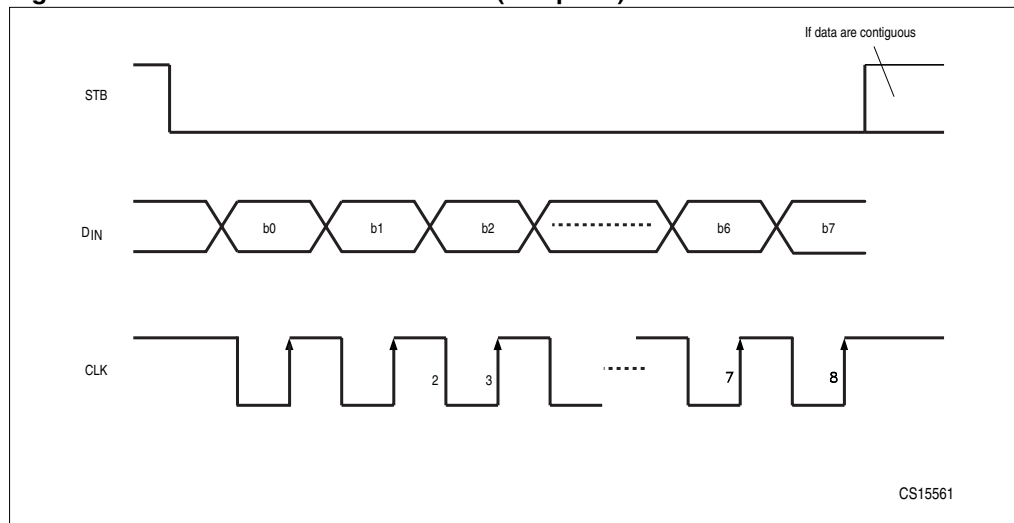 If data are contiguous
STB
DIN
b0 b1 b2 b6 b7
CLK
2 3 7 8
CS15561